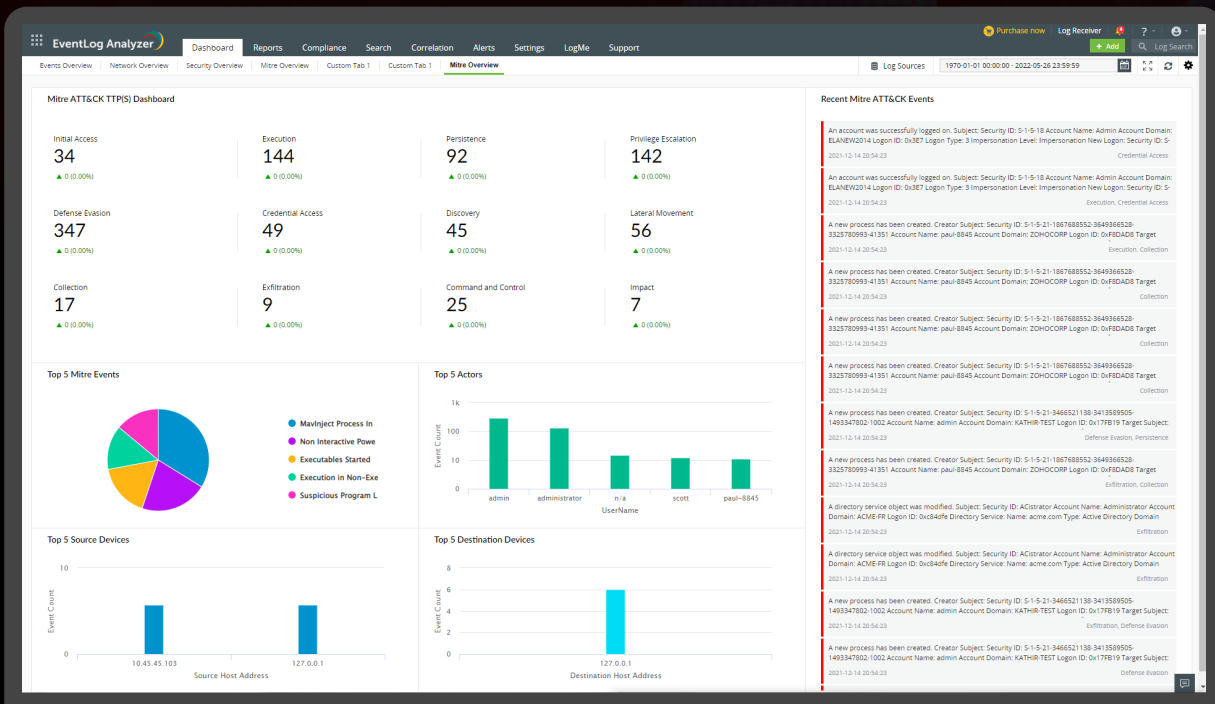 EventLog Analyzer
Dashboard Reports Compliance Search Correlation Alerts Settings LogMe Support
Purchase now Log Receiver ?
+ Add Log Search
Events Overview Network Overview Security Overview Mitre Overview Custom Tab 1 Custom Tab 1 Mitre Overview
Log Sources 1970-01-01 00:00:00 - 2022-05-26 23:59:59
Mitre ATT&CK TTP(S) Dashboard
Initial Access Execution Persistence Privilege Escalation
34 144 92 142
0 (0.00%) 0 (0.00%) 0 (0.00%) 0 (0.00%)
Defense Evasion Credential Access Discovery Lateral Movement
347 49 45 56
0 (0.00%) 0 (0.00%) 0 (0.00%) 0 (0.00%)
Collection Exfiltration Command and Control Impact
17 9 25 7
0 (0.00%) 0 (0.00%) 0 (0.00%) 0 (0.00%)
Top 5 Mitre Events
MavInject Process In
Non Interactive Powe
Executables Started
Execution in Non-Exe
Suspicious Program L
Top 5 Actors
Event Count
1k
100
10
0
admin administrator n/a scott paul-8845
UserName
Top 5 Source Devices
Event Count
10
0
10.45.45.103 127.0.0.1
Source Host Address
Top 5 Destination Devices
Event Count
8
6
4
2
0
127.0.0.1
Destination Host Address
Recent Mitre ATT&CK Events
An account was successfully logged on. Subject: Security ID: S-1-5-18 Account Name: Admin Account Domain:
ELANEW2014 Logon ID: 0x3E7 Logon Type: 3 Impersonation Level: Impersonation New Logon: Security ID: S-
2021-12-14 20:54:23 Credential Access
An account was successfully logged on. Subject: Security ID: S-1-5-18 Account Name: Admin Account Domain:
ELANEW2014 Logon ID: 0x3E7 Logon Type: 3 Impersonation Level: Impersonation New Logon: Security ID: S-
2021-12-14 20:54:23 Execution, Credential Access
A new process has been created. Creator Subject: Security ID: S-1-5-21-1867688552-3649366528-
3325780993-41351 Account Name: paul-8845 Account Domain: ZOHOCORP Logon ID: 0xF8DAD8 Target
2021-12-14 20:54:23 Execution, Collection
A new process has been created. Creator Subject: Security ID: S-1-5-21-1867688552-3649366528-
3325780993-41351 Account Name: paul-8845 Account Domain: ZOHOCORP Logon ID: 0xF8DAD8 Target
2021-12-14 20:54:23 Collection
A new process has been created. Creator Subject: Security ID: S-1-5-21-1867688552-3649366528-
3325780993-41351 Account Name: paul-8845 Account Domain: ZOHOCORP Logon ID: 0xF8DAD8 Target
2021-12-14 20:54:23 Collection
A new process has been created. Creator Subject: Security ID: S-1-5-21-1867688552-3649366528-
3325780993-41351 Account Name: paul-8845 Account Domain: ZOHOCORP Logon ID: 0xF8DAD8 Target
2021-12-14 20:54:23 Collection
A new process has been created. Creator Subject: Security ID: S-1-5-21-3466521138-3413589505-
1493347802-1002 Account Name: admin Account Domain: KATHIR-TEST Logon ID: 0x17FB19 Target Subject:
2021-12-14 20:54:23 Defense Evasion, Persistence
A new process has been created. Creator Subject: Security ID: S-1-5-21-1867688552-3649366528-
3325780993-41351 Account Name: paul-8845 Account Domain: ZOHOCORP Logon ID: 0xF8DAD8 Target
2021-12-14 20:54:23 Exfiltration, Collection
A directory service object was modified. Subject: Security ID: ACistrator Account Name: Administrator Account
Domain: ACME-FR Logon ID: 0xc84dfe Directory Service: Name: acme.com Type: Active Directory Domain
2021-12-14 20:54:23 Exfiltration
A directory service object was modified. Subject: Security ID: ACistrator Account Name: Administrator Account
Domain: ACME-FR Logon ID: 0xc84dfe Directory Service: Name: acme.com Type: Active Directory Domain
2021-12-14 20:54:23 Exfiltration
A new process has been created. Creator Subject: Security ID: S-1-5-21-3466521138-3413589505-
1493347802-1002 Account Name: admin Account Domain: KATHIR-TEST Logon ID: 0x17FB19 Target Subject:
2021-12-14 20:54:23 Exfiltration, Defense Evasion
A new process has been created. Creator Subject: Security ID: S-1-5-21-3466521138-3413589505-
1493347802-1002 Account Name: admin Account Domain: KATHIR-TEST Logon ID: 0x17FB19 Target Subject:
2021-12-14 20:54:23 Defense Evasion